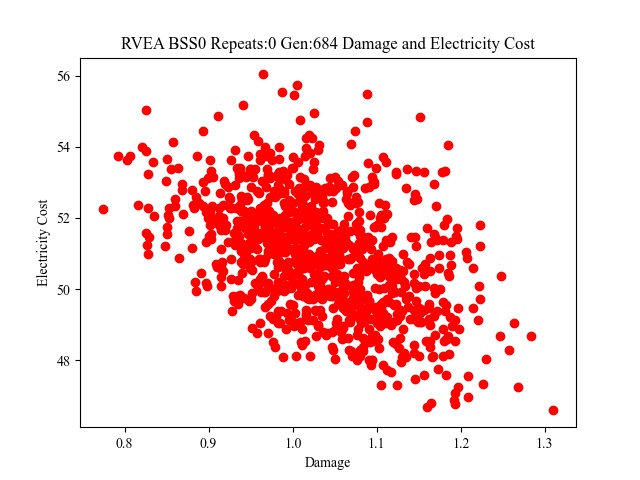 RVEA BSS0 Repeats:0 Gen:684 Damage and Electricity Cost
56
54
52
50
48
Electricity Cost
0.8 0.9 1.0 1.1 1.2 1.3
Damage